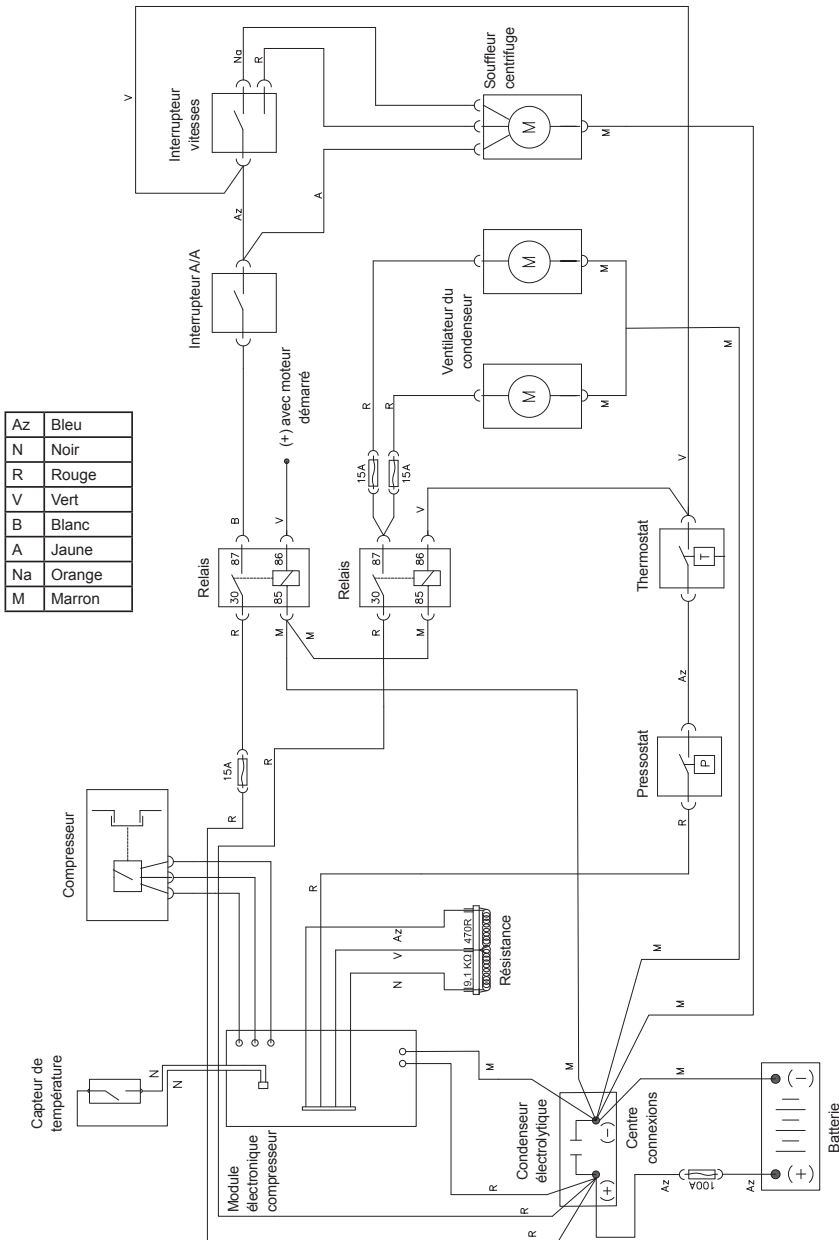 Az Bleu
N Noir
R Rouge
V Vert
B Blanc
A Jaune
Na Orange
M Marron
V
Na
R
Interrupteur
vitesses
Souffleur
centrifuge
M
M
Az
A
Interrupteur A/A
Ventilateur du
condenseur
M
M
M
M
M
R
R
15A
15A
(+) avec moteur
démarré
B
V
V
V
Relais
30
87
85
86
Relais
30
87
85
86
R
M
M
R
M
Thermostat
T
Az
Pressostat
P
R
15A
R
R
Compresseur
R
Az
V
N
9,1 KΩ
470R
Résistance
Capteur de
température
N
N
Module
électronique
compresseur
M
R
R
R
M
M
M
M
Condenseur
électrolytique
(+)
(-)
Centre
connexions
Az
100A
Az
(+)
(-)
Batterie